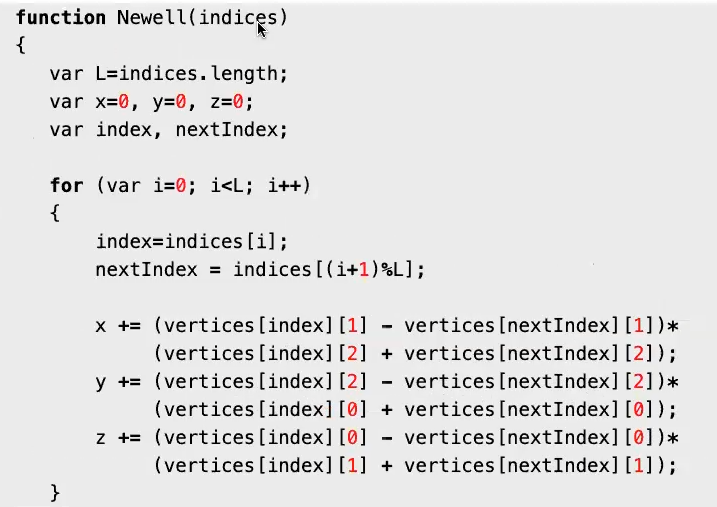 function Newell(indices)
{
var L=indices.length;
var x=0, y=0, z=0;
var index, nextIndex;
for (var i=0; i<L; i++)
{
index=indices[i];
nextIndex = indices[(i+1)%L];
x += (vertices[index][1] - vertices[nextIndex][1])*
(vertices[index][2] + vertices[nextIndex][2]);
y += (vertices[index][2] - vertices[nextIndex][2])*
(vertices[index][0] + vertices[nextIndex][0]);
z += (vertices[index][0] - vertices[nextIndex][0])*
(vertices[index][1] + vertices[nextIndex][1]);
}